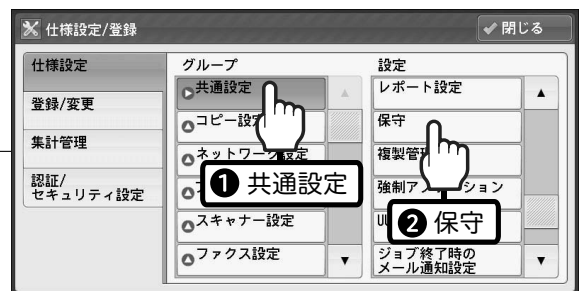 仕様設定/登録
閉じる
仕様設定
登録/変更
集計管理
認証/
セキュリティ設定
グループ
共通設定
コピー設
ネットワーク設定
スキャナー設定
ファクス設定
設定
レポート設定
保守
複製管
強制ア
ション
ジョブ終了時の
メール通知設定
❶ 共通設定
❷ 保守